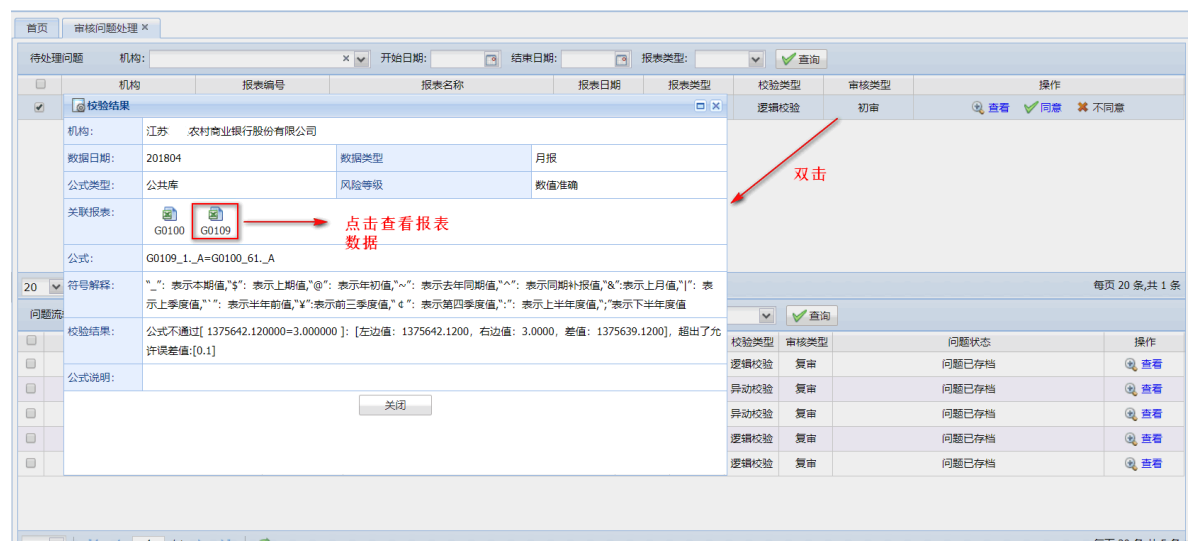 首页 审核问题处理 ×
待处理问题 机构: × 开始日期: 结束日期: 报表类型: 查询
机构 报表编号 报表名称 报表日期 报表类型 校验类型 审核类型 操作
校验结果
逻辑校验 初审 查看 同意 不同意
机构: 江苏 农村商业银行股份有限公司
数据日期: 201804 数据类型 月报
双击
公式类型: 公共库 风险等级 数值准确
关联报表: G0100 G0109
点击查看报表
数据
公式: G0109_1._A=G0100_61._A
20 符号解释: "_": 表示本期值,"$": 表示上期值,"@": 表示年初值,"~": 表示去年同期值,"^": 表示同期补报值,"&":表示上月值,"|": 表
示上季度值,"`": 表示半年前值,"¥":表示前三季度值,"￠": 表示第四季度值,":": 表示上半年度值,";"表示下半年度值
每页 20 条,共 1 条
问题流 查询
校验结果: 公式不通过[ 1375642.120000=3.000000 ]: [左边值: 1375642.1200, 右边值: 3.0000, 差值: 1375639.1200], 超出了允
许误差值:[0.1]
公式说明:
关闭
校验类型 审核类型 问题状态 操作
逻辑校验 复审 问题已存档 查看
异动校验 复审 问题已存档 查看
异动校验 复审 问题已存档 查看
逻辑校验 复审 问题已存档 查看
逻辑校验 复审 问题已存档 查看